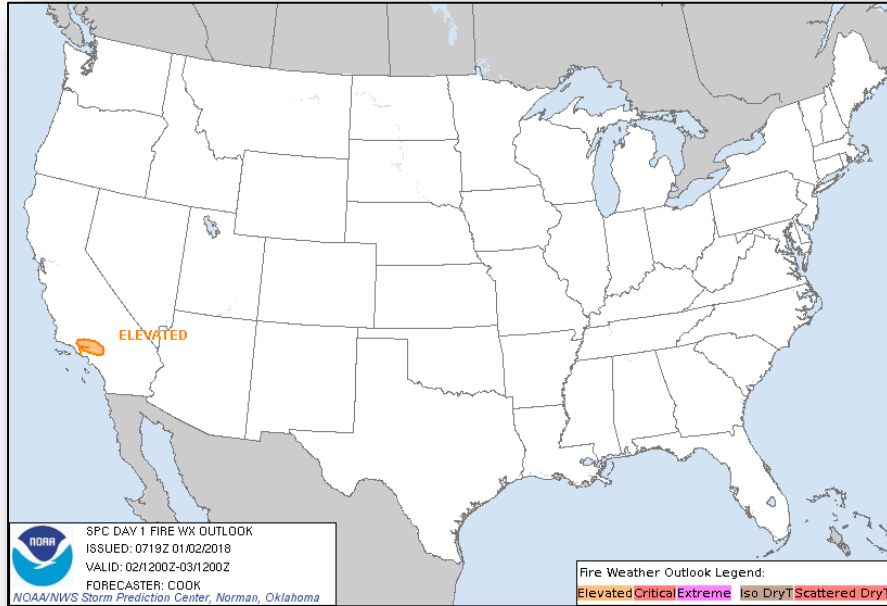 ELEVATED
NOAA
SPC DAY 1 FIRE WX OUTLOOK
ISSUED: 0719Z 01/02/2018
VALID: 02/1200Z-03/1200Z
FORECASTER: COOK
NOAA/NWS Storm Prediction Center, Norman, Oklahoma
Fire Weather Outlook Legend:
Elevated Critical Extreme Iso DryT Scattered DryT